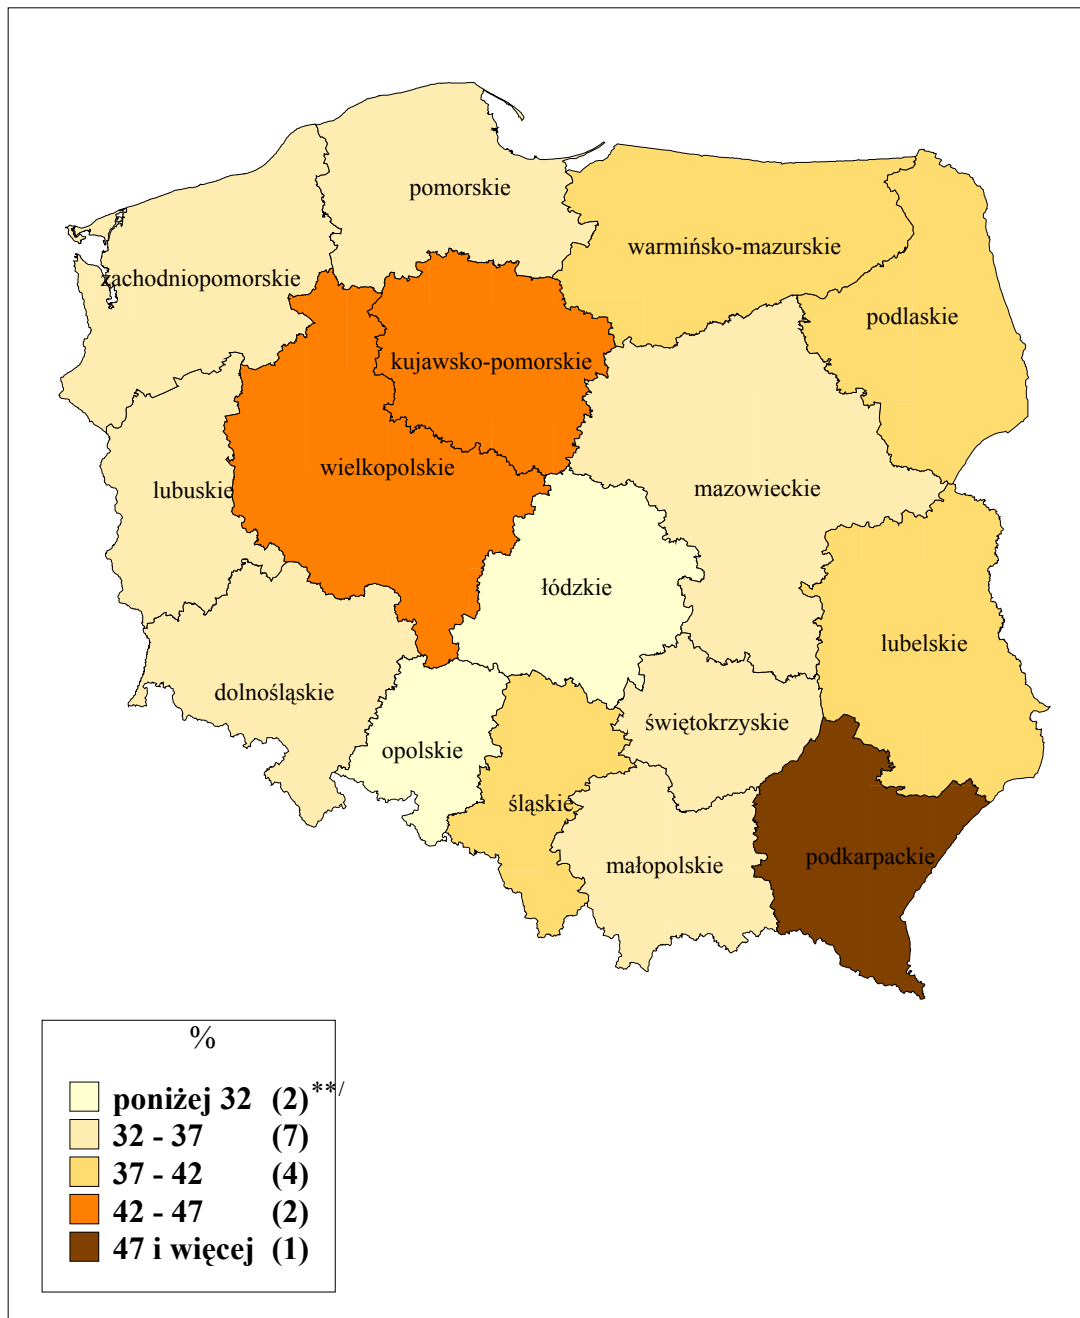 pomorskie
warmińsko-mazurskie
zachodniopomorskie
podlaskie
kujawsko-pomorskie
wielkopolskie
lubuskie
mazowieckie
łódzkie
lubelskie
dolnośląskie
świętokrzyskie
opolskie
śląskie
małopolskie
podkarpackie
%
poniżej 32 (2)**/
32 - 37 (7)
37 - 42 (4)
42 - 47 (2)
47 i więcej (1)